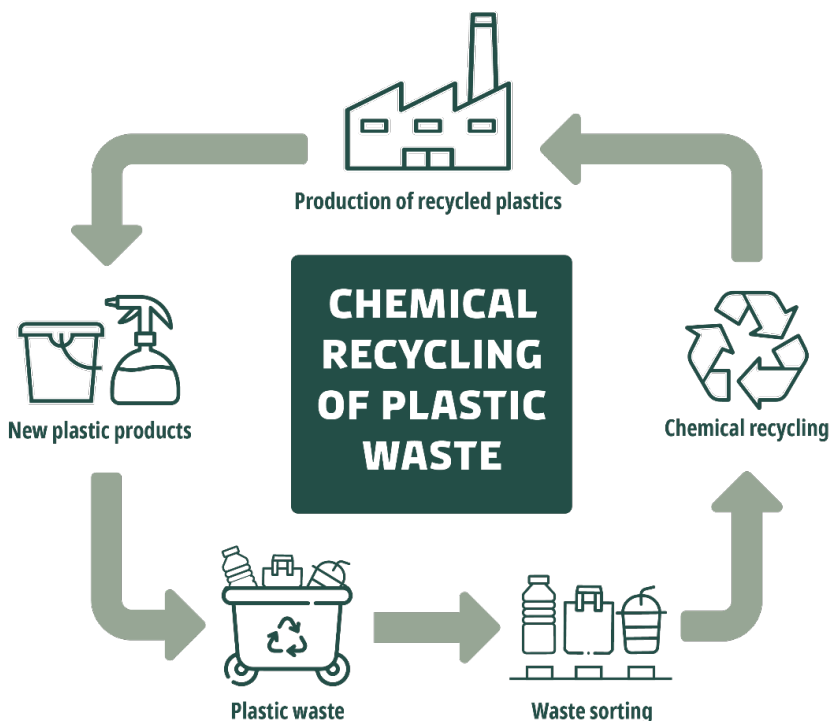 Production of recycled plastics
CHEMICAL
RECYCLING
OF PLASTIC
WASTE
New plastic products
Chemical recycling
Plastic waste
Waste sorting